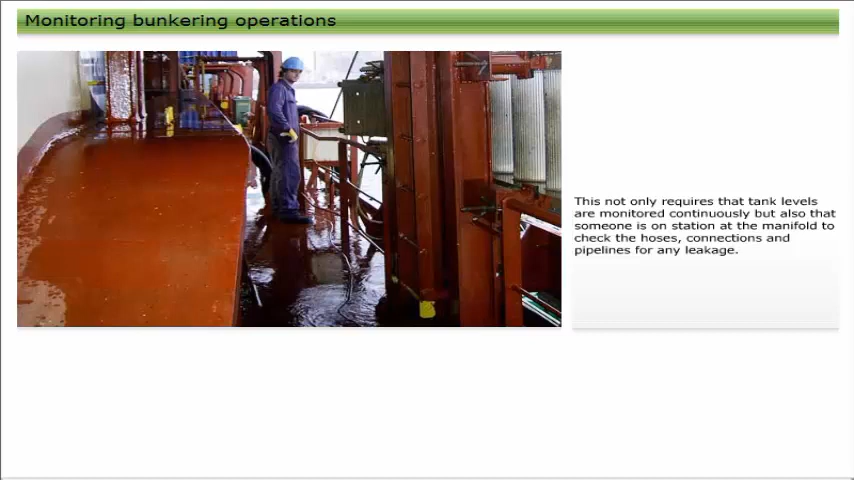 Monitoring bunkering operations
This not only requires that tank levels
are monitored continuously but also that
someone is on station at the manifold to
check the hoses, connections and
pipelines for any leakage.